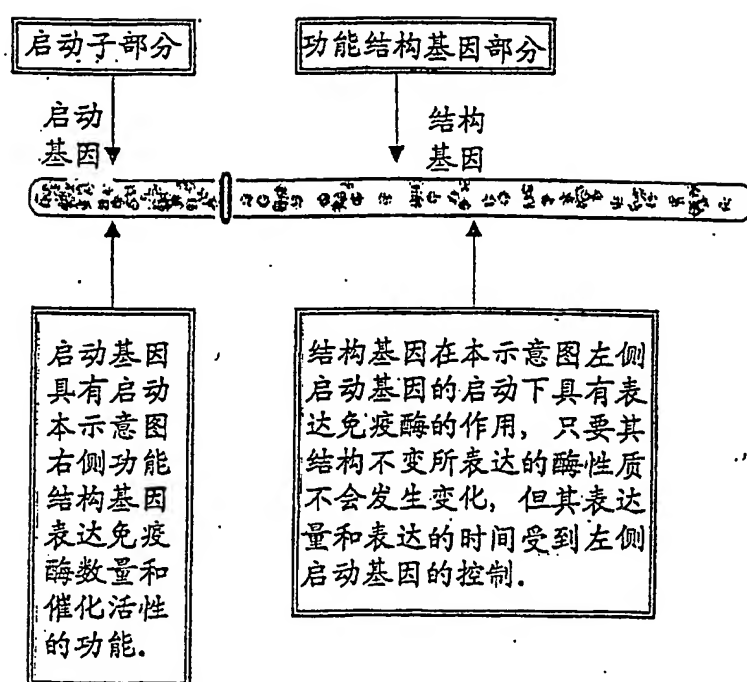 启动子部分
功能结构基因部分
启动
基因
结构
基因
启动基因
具有启动
本示意图
右侧功能
结构基因
表达免疫
酶数量和
催化活性
的功能.
结构基因在本示意图左侧
启动基因的启动下具有表
达免疫酶的作用, 只要其
结构不变所表达的酶性质
不会发生变化, 但其表达
量和表达的时间受到左侧
启动基因的控制.